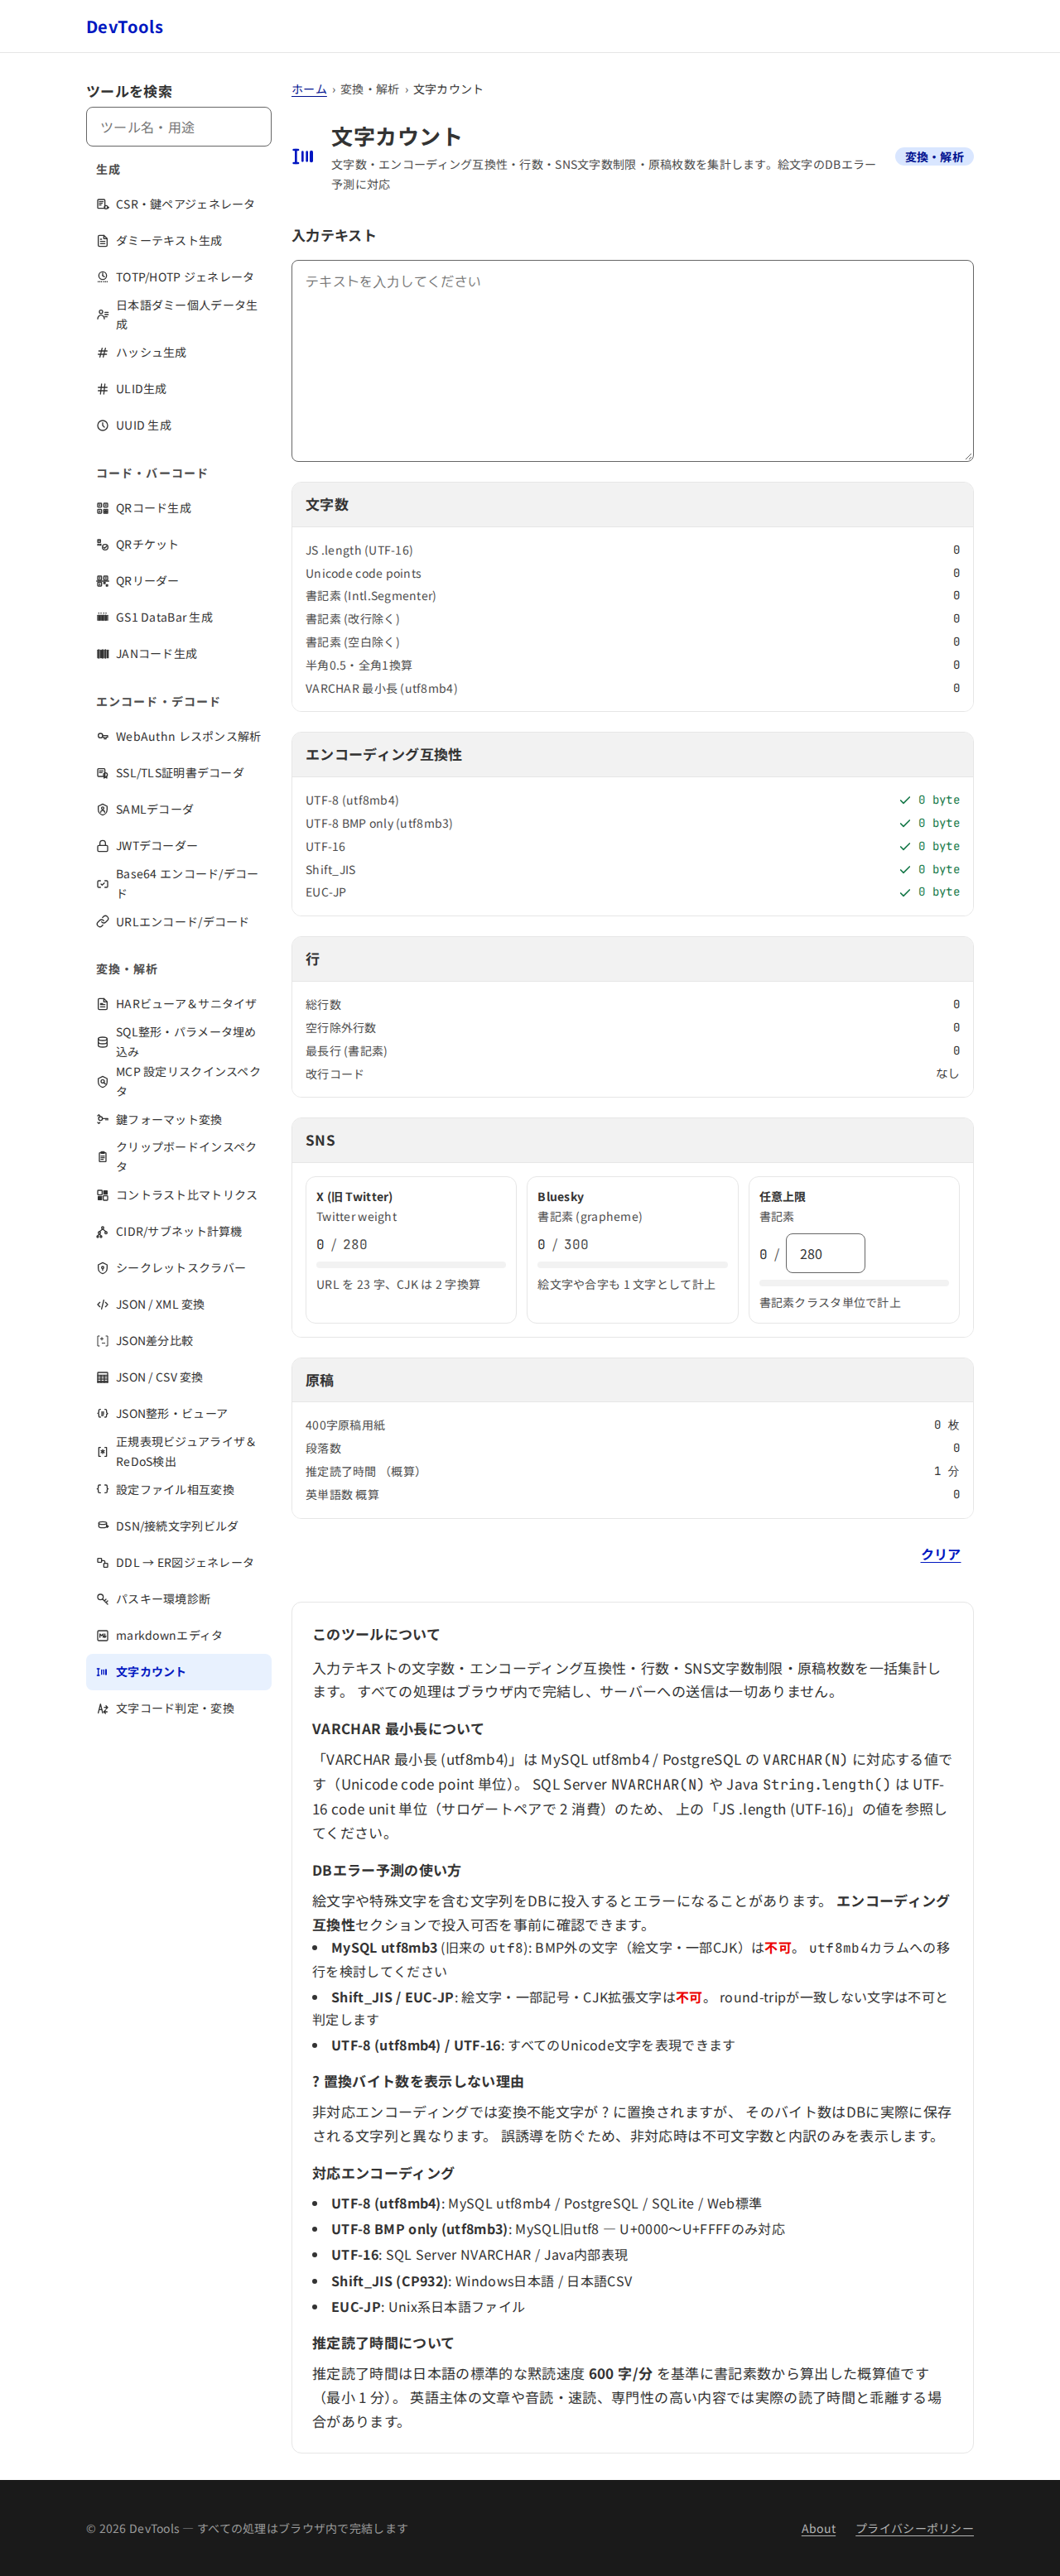 DevTools
ツールを検索
ツール名・用途
生成
CSR・鍵ペアジェネレータ
ダミーテキスト生成
TOTP/HOTP ジェネレータ
日本語ダミー個人データ生
成
ハッシュ生成
ULID生成
UUID 生成
コード・バーコード
QRコード生成
QRチケット
QRリーダー
GS1 DataBar 生成
JANコード生成
エンコード・デコード
WebAuthn レスポンス解析
SSL/TLS証明書デコーダ
SAMLデコーダ
JWTデコーダー
Base64 エンコード/デコー
ド
URLエンコード/デコード
変換・解析
HARビューア＆サニタイザ
SQL整形・パラメータ埋め
込み
MCP 設定リスクインスペク
タ
鍵フォーマット変換
クリップボードインスペク
タ
コントラスト比マトリクス
CIDR/サブネット計算機
シークレットスクラバー
JSON / XML 変換
JSON差分比較
JSON / CSV 変換
JSON整形・ビューア
正規表現ビジュアライザ＆
ReDoS検出
設定ファイル相互変換
DSN/接続文字列ビルダ
DDL → ER図ジェネレータ
パスキー環境診断
markdownエディタ
文字カウント
文字コード判定・変換
ホーム › 変換・解析 › 文字カウント
文字カウント
文字数・エンコーディング互換性・行数・SNS文字数制限・原稿枚数を集計します。絵文字のDBエラー
予測に対応
変換・解析
入力テキスト
テキストを入力してください
文字数
JS .length (UTF-16) 0
Unicode code points 0
書記素 (Intl.Segmenter) 0
書記素 (改行除く) 0
書記素 (空白除く) 0
半角0.5・全角1換算 0
VARCHAR 最小長 (utf8mb4) 0
エンコーディング互換性
UTF-8 (utf8mb4) ✓ 0 byte
UTF-8 BMP only (utf8mb3) ✓ 0 byte
UTF-16 ✓ 0 byte
Shift_JIS ✓ 0 byte
EUC-JP ✓ 0 byte
行
総行数 0
空行除外行数 0
最長行 (書記素) 0
改行コード なし
SNS
X (旧 Twitter)
Twitter weight
0 / 280
URL を 23 字、CJK は 2 字換算
Bluesky
書記素 (grapheme)
0 / 300
絵文字や合字も 1 文字として計上
任意上限
書記素
0 / 280
書記素クラスタ単位で計上
原稿
400字原稿用紙 0 枚
段落数 0
推定読了時間 （概算） 1 分
英単語数 概算 0
クリア
このツールについて
入力テキストの文字数・エンコーディング互換性・行数・SNS文字数制限・原稿枚数を一括集計し
ます。 すべての処理はブラウザ内で完結し、サーバーへの送信は一切ありません。
VARCHAR 最小長について
「VARCHAR 最小長 (utf8mb4)」は MySQL utf8mb4 / PostgreSQL の VARCHAR(N) に対応する値で
す（Unicode code point 単位）。 SQL Server NVARCHAR(N) や Java String.length() は UTF-
16 code unit 単位（サロゲートペアで 2 消費）のため、 上の「JS .length (UTF-16)」の値を参照し
てください。
DBエラー予測の使い方
絵文字や特殊文字を含む文字列をDBに投入するとエラーになることがあります。 エンコーディング
互換性セクションで投入可否を事前に確認できます。
• MySQL utf8mb3 (旧来の utf8): BMP外の文字（絵文字・一部CJK）は不可。 utf8mb4カラムへの移
行を検討してください
• Shift_JIS / EUC-JP: 絵文字・一部記号・CJK拡張文字は不可。 round-tripが一致しない文字は不可と
判定します
• UTF-8 (utf8mb4) / UTF-16: すべてのUnicode文字を表現できます
? 置換バイト数を表示しない理由
非対応エンコーディングでは変換不能文字が ? に置換されますが、 そのバイト数はDBに実際に保存
される文字列と異なります。 誤誘導を防ぐため、非対応時は不可文字数と内訳のみを表示します。
対応エンコーディング
• UTF-8 (utf8mb4): MySQL utf8mb4 / PostgreSQL / SQLite / Web標準
• UTF-8 BMP only (utf8mb3): MySQL旧utf8 — U+0000〜U+FFFFのみ対応
• UTF-16: SQL Server NVARCHAR / Java内部表現
• Shift_JIS (CP932): Windows日本語 / 日本語CSV
• EUC-JP: Unix系日本語ファイル
推定読了時間について
推定読了時間は日本語の標準的な黙読速度 600 字/分 を基準に書記素数から算出した概算値です
（最小 1 分）。 英語主体の文章や音読・速読、専門性の高い内容では実際の読了時間と乖離する場
合があります。
© 2026 DevTools — すべての処理はブラウザ内で完結します
About プライバシーポリシー